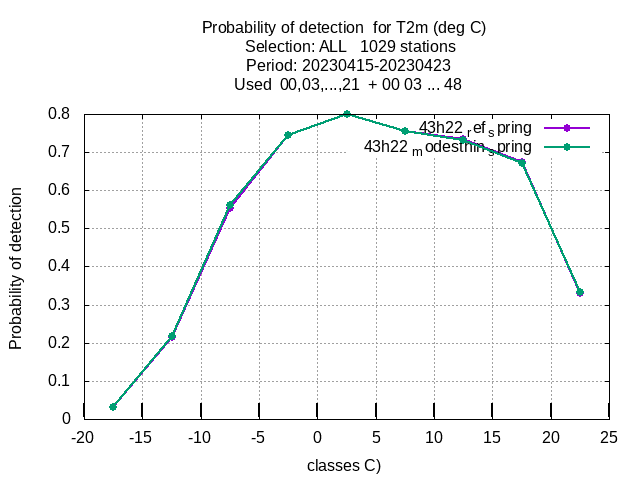 Probability of detection  for T2m (deg C)
Selection: ALL   1029 stations
Period: 20230415-20230423
Used  00,03,...,21  + 00 03 ... 48
43h22_ref_spring
43h22_modesthin_spring
Probability of detection
0.8
0.7
0.6
0.5
0.4
0.3
0.2
0.1
0
-20 -15 -10 -5 0 5 10 15 20 25
classes C)